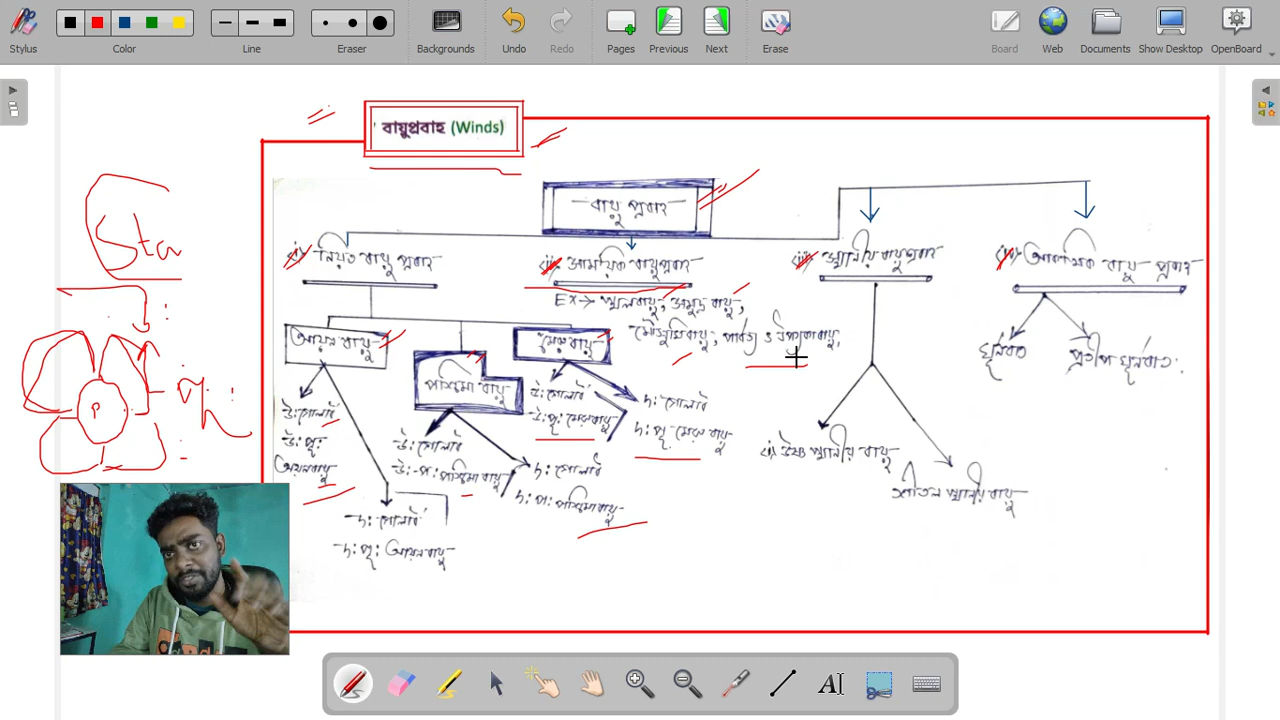 Stylus
Color
Line
Eraser
Backgrounds
Undo
Redo
Pages
Previous
Next
Erase
Board
Web
Documents
Show Desktop
OpenBoard
বায়ুপ্রবাহ (Winds)
বায়ু প্রবাহ
নিয়ত বায়ু প্রবাহ
সাময়িক বায়ুপ্রবাহ
স্থানীয় বায়ুপ্রবাহ
আকস্মিক বায়ু প্রবাহ
Ex→ স্থলবায়ু, সমুদ্র বায়ু,
মৌসুমিবায়ু, পার্বত্য ও উপত্যকাবায়ু,
আয়ন বায়ু
পশ্চিমা বায়ু
মেরু বায়ু
ঘূর্ণবাত
প্রতীপ ঘূর্ণবাত
Sta
P
উঃগোলার্ধ
উঃপূঃ
আয়নবায়ু
দঃ গোলার্ধ
দঃপূঃ আয়নবায়ু
উঃগোলার্ধ
উঃ-পঃপশ্চিমা বায়ু
দঃ গোলার্ধ
দঃ পঃ পশ্চিমাবায়ু
উঃগোলার্ধ
উঃপূঃ মেরুবায়ু
দঃ গোলার্ধ
দঃ পূঃ মেরু বায়ু
(i) উষ্ণ স্থানীয় বায়ু
শীতল স্থানীয় বায়ু